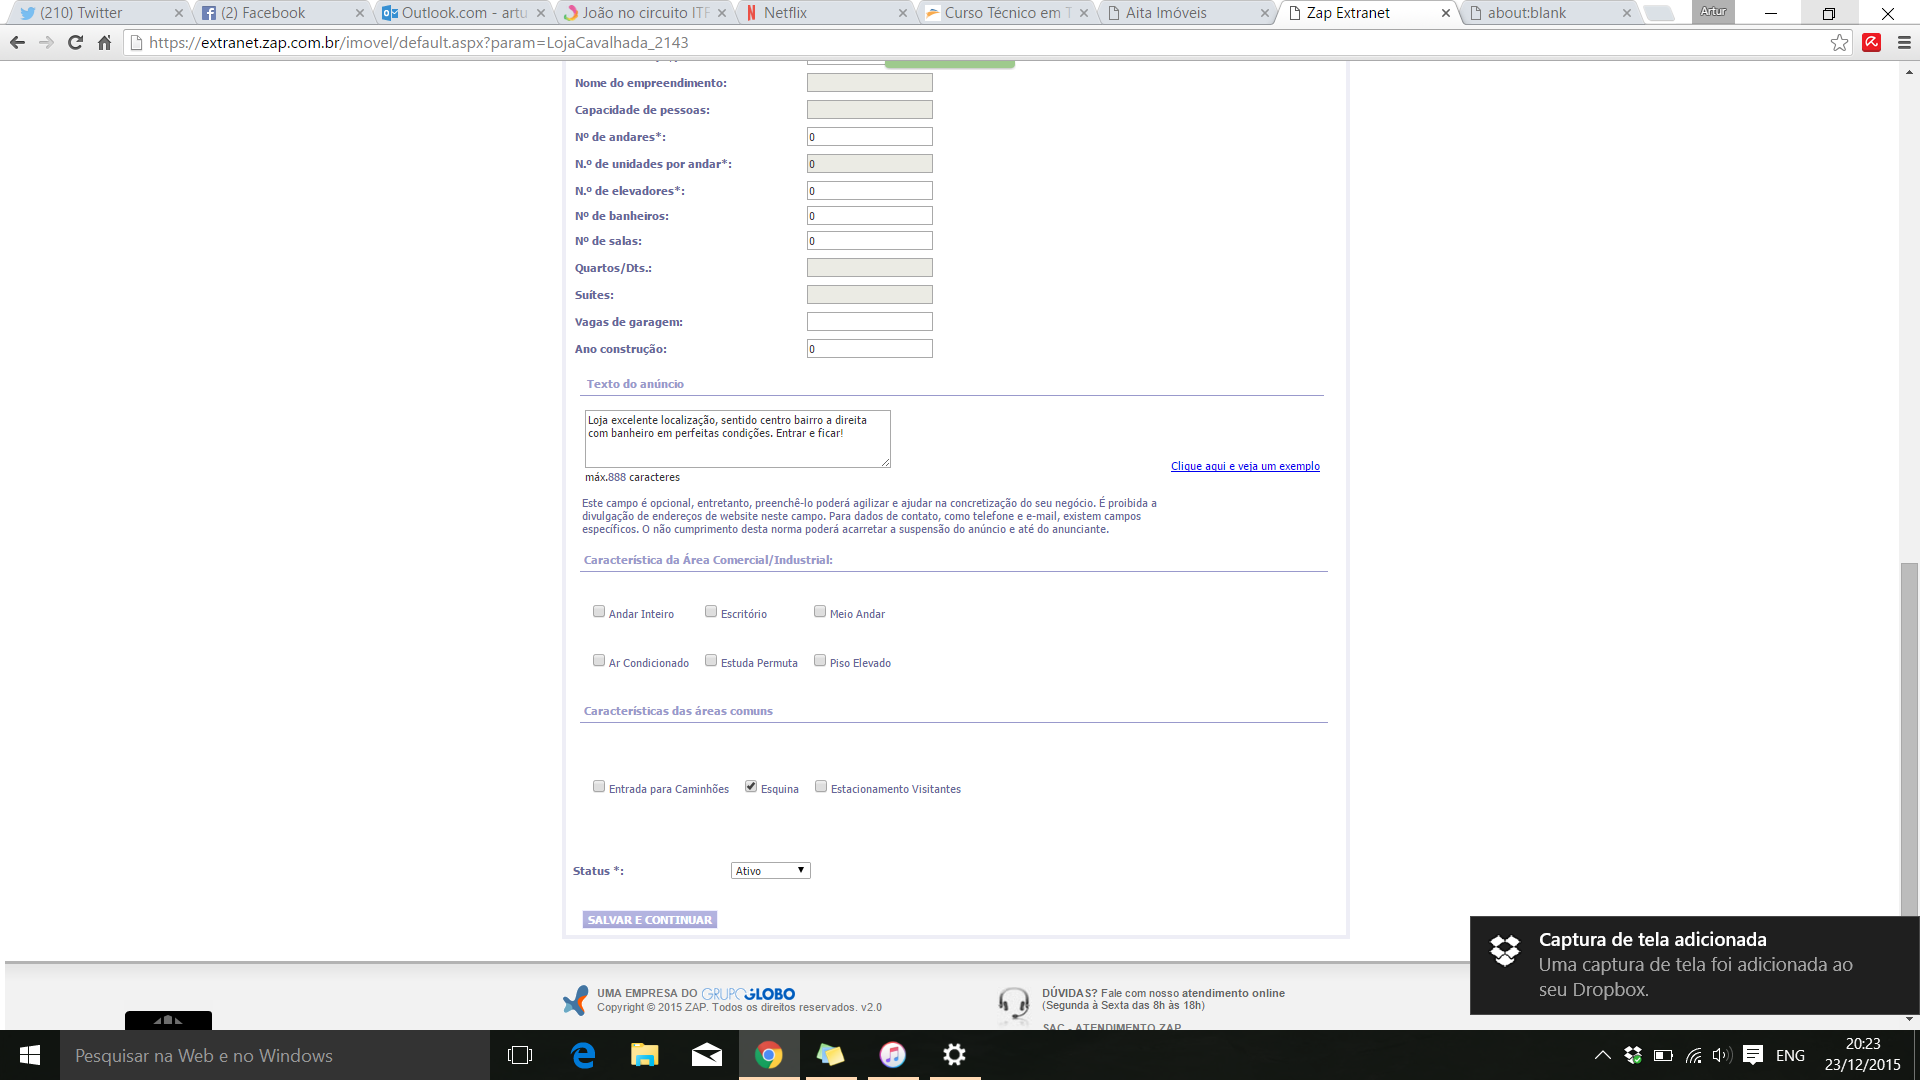 (210) Twitter
(2) Facebook
Outlook.com - artu
João no circuito ITF
Netflix
Curso Técnico em T
Aita Imóveis
Zap Extranet
about:blank
Artur
https://extranet.zap.com.br/imovel/default.aspx?param=LojaCavalhada_2143
Nome do empreendimento:
Capacidade de pessoas:
Nº de andares*: 0
N.º de unidades por andar*: 0
N.º de elevadores*: 0
Nº de banheiros: 0
Nº de salas: 0
Quartos/Dts.:
Suítes:
Vagas de garagem:
Ano construção: 0
Texto do anúncio
Loja excelente localização, sentido centro bairro a direita
com banheiro em perfeitas condições. Entrar e ficar!
máx.888 caracteres
Clique aqui e veja um exemplo
Este campo é opcional, entretanto, preenchê-lo poderá agilizar e ajudar na concretização do seu negócio. É proibida a
divulgação de endereços de website neste campo. Para dados de contato, como telefone e e-mail, existem campos
específicos. O não cumprimento desta norma poderá acarretar a suspensão do anúncio e até do anunciante.
Característica da Área Comercial/Industrial:
Andar Inteiro Escritório Meio Andar
Ar Condicionado Estuda Permuta Piso Elevado
Características das áreas comuns
Entrada para Caminhões Esquina Estacionamento Visitantes
Status *: Ativo
SALVAR E CONTINUAR
UMA EMPRESA DO GRUPO GLOBO
Copyright © 2015 ZAP. Todos os direitos reservados. v2.0
DÚVIDAS? Fale com nosso atendimento online
(Segunda à Sexta das 8h às 18h)
SAC - ATENDIMENTO ZAP
Captura de tela adicionada
Uma captura de tela foi adicionada ao
seu Dropbox.
Pesquisar na Web e no Windows
ENG
20:23
23/12/2015